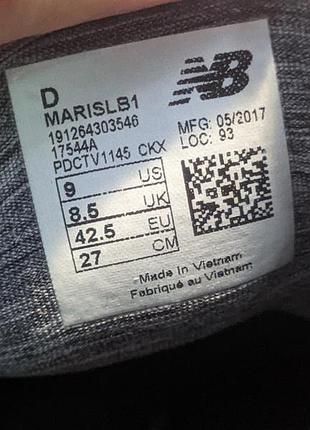 D
NB
MARISLB1
191264303546
17544A
PDCTV1145 CKX
MFG: 05/2017
LOC: 93
9 US
8.5 UK
42.5 EU
27 CM
Made in Vietnam
Fabriqué au Vietnam